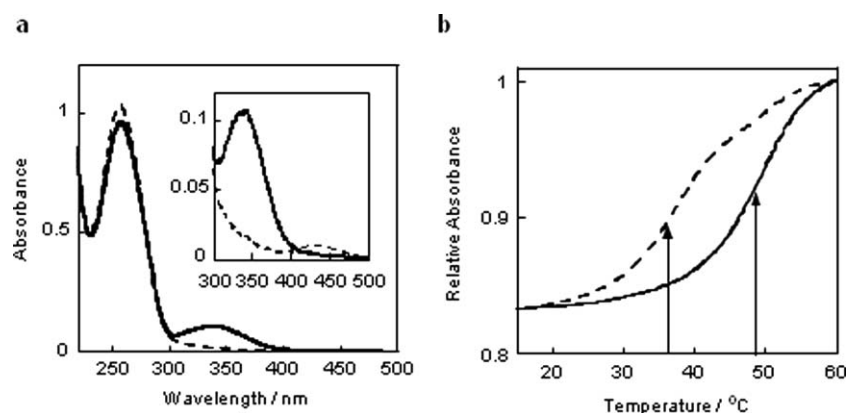 a
b
1
0.5
0
Absorbance
250 300 350 400 450 500
Wavelength / nm
0.1
0.05
0
300 350 400 450 500
1
0.9
0.8
Relative Absorbance
20 30 40 50 60
Temperature / °C